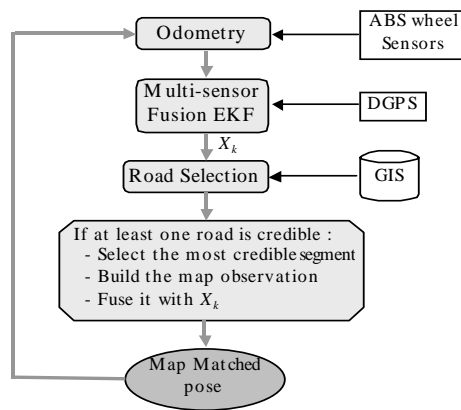 Odometry
ABS wheel
Sensors
Multi-sensor
Fusion EKF
DGPS
X_k
Road Selection
GIS
If at least one road is credible :
- Select the most credible segment
- Build the map observation
- Fuse it with X_k
Map Matched
pose